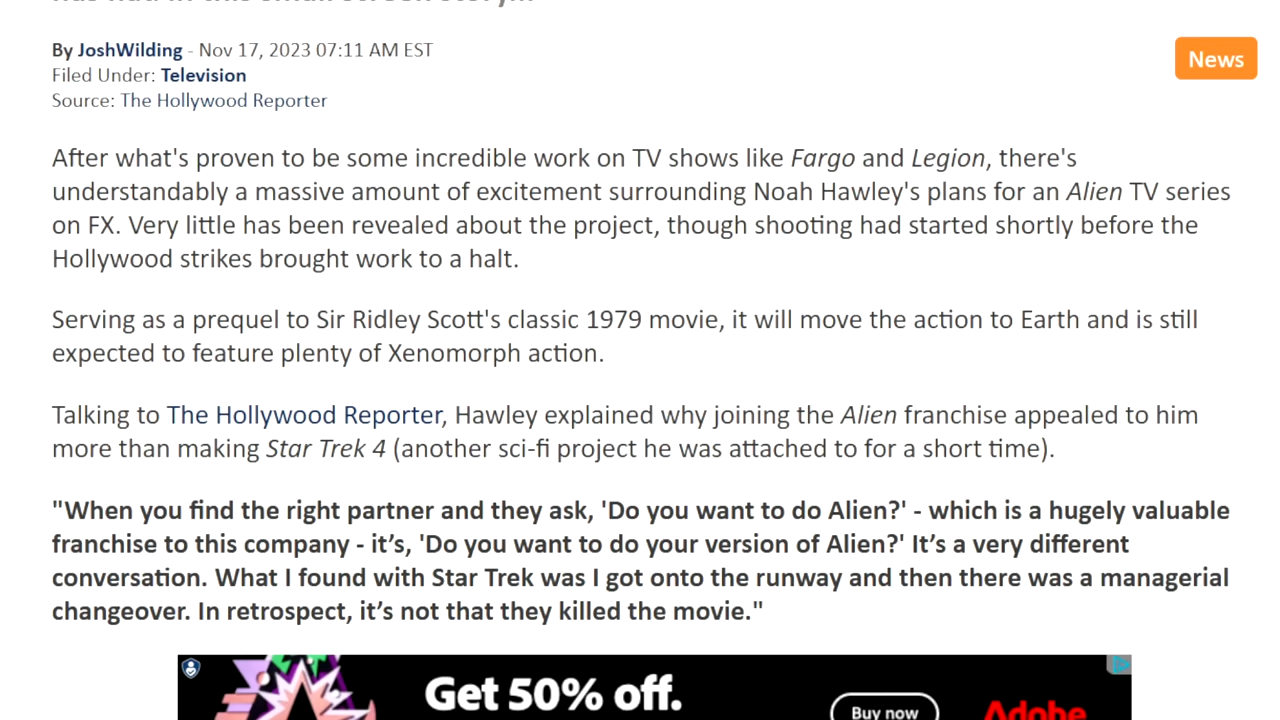 By JoshWilding - Nov 17, 2023 07:11 AM EST
Filed Under: Television
Source: The Hollywood Reporter
News
After what's proven to be some incredible work on TV shows like Fargo and Legion, there's
understandably a massive amount of excitement surrounding Noah Hawley's plans for an Alien TV series
on FX. Very little has been revealed about the project, though shooting had started shortly before the
Hollywood strikes brought work to a halt.
Serving as a prequel to Sir Ridley Scott's classic 1979 movie, it will move the action to Earth and is still
expected to feature plenty of Xenomorph action.
Talking to The Hollywood Reporter, Hawley explained why joining the Alien franchise appealed to him
more than making Star Trek 4 (another sci-fi project he was attached to for a short time).
"When you find the right partner and they ask, 'Do you want to do Alien?' - which is a hugely valuable
franchise to this company - it’s, 'Do you want to do your version of Alien?' It’s a very different
conversation. What I found with Star Trek was I got onto the runway and then there was a managerial
changeover. In retrospect, it’s not that they killed the movie."
Get 50% off.
Buy now
Adobe